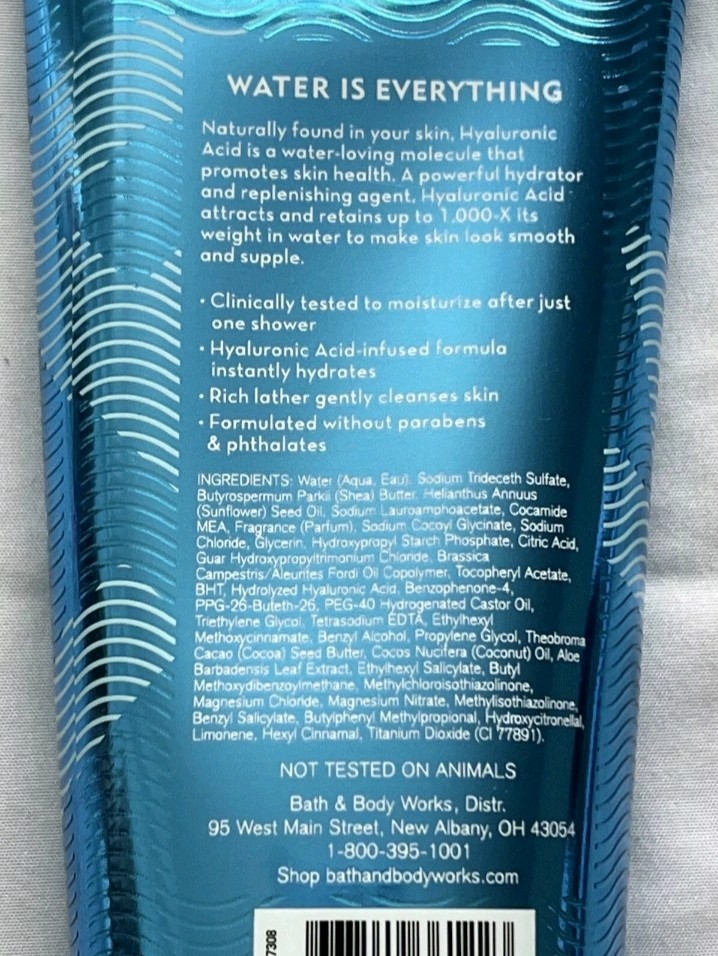 WATER IS EVERYTHING
Naturally found in your skin, Hyaluronic
Acid is a water-loving molecule that
promotes skin health. A powerful hydrator
and replenishing agent, Hyaluronic Acid
attracts and retains up to 1,000-X its
weight in water to make skin look smooth
and supple.
• Clinically tested to moisturize after just
one shower
• Hyaluronic Acid-infused formula
instantly hydrates
• Rich lather gently cleanses skin
• Formulated without parabens
& phthalates
INGREDIENTS: Water (Aqua, Eau), Sodium Trideceth Sulfate,
Butyrospermum Parkii (Shea) Butter, Helianthus Annuus
(Sunflower) Seed Oil, Sodium Lauroamphoacetate, Cocamide
MEA, Fragrance (Parfum), Sodium Cocoyl Glycinate, Sodium
Chloride, Glycerin, Hydroxypropyl Starch Phosphate, Citric Acid,
Guar Hydroxypropyltrimonium Chloride, Brassica
Campestris/Aleurites Fordi Oil Copolymer, Tocopheryl Acetate,
BHT, Hydrolyzed Hyaluronic Acid, Benzophenone-4,
PPG-26-Buteth-26, PEG-40 Hydrogenated Castor Oil,
Triethylene Glycol, Tetrasodium EDTA, Ethylhexyl
Methoxycinnamate, Benzyl Alcohol, Propylene Glycol, Theobroma
Cacao (Cocoa) Seed Butter, Cocos Nucifera (Coconut) Oil, Aloe
Barbadensis Leaf Extract, Ethylhexyl Salicylate, Butyl
Methoxydibenzoylmethane, Methylchloroisothiazolinone,
Magnesium Chloride, Magnesium Nitrate, Methylisothiazolinone,
Benzyl Salicylate, Butylphenyl Methylpropional, Hydroxycitronellal,
Limonene, Hexyl Cinnamal, Titanium Dioxide (CI 77891).
NOT TESTED ON ANIMALS
Bath & Body Works, Distr.
95 West Main Street, New Albany, OH 43054
1-800-395-1001
Shop bathandbodyworks.com
7308